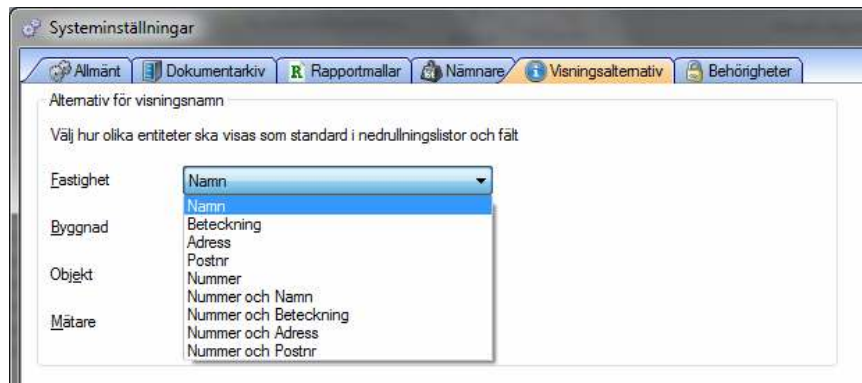 Systeminställningar
Allmänt Dokumentarkiv R Rapportmallar Nämnare Visningsalternativ Behörigheter
Alternativ för visningsnamn
Välj hur olika entiteter ska visas som standard i nedrullningslistor och fält
Fastighet Namn
Namn
Byggnad Beteckning
Adress
Postnr
Objekt Nummer
Nummer och Namn
Nummer och Beteckning
Mätare Nummer och Adress
Nummer och Postnr